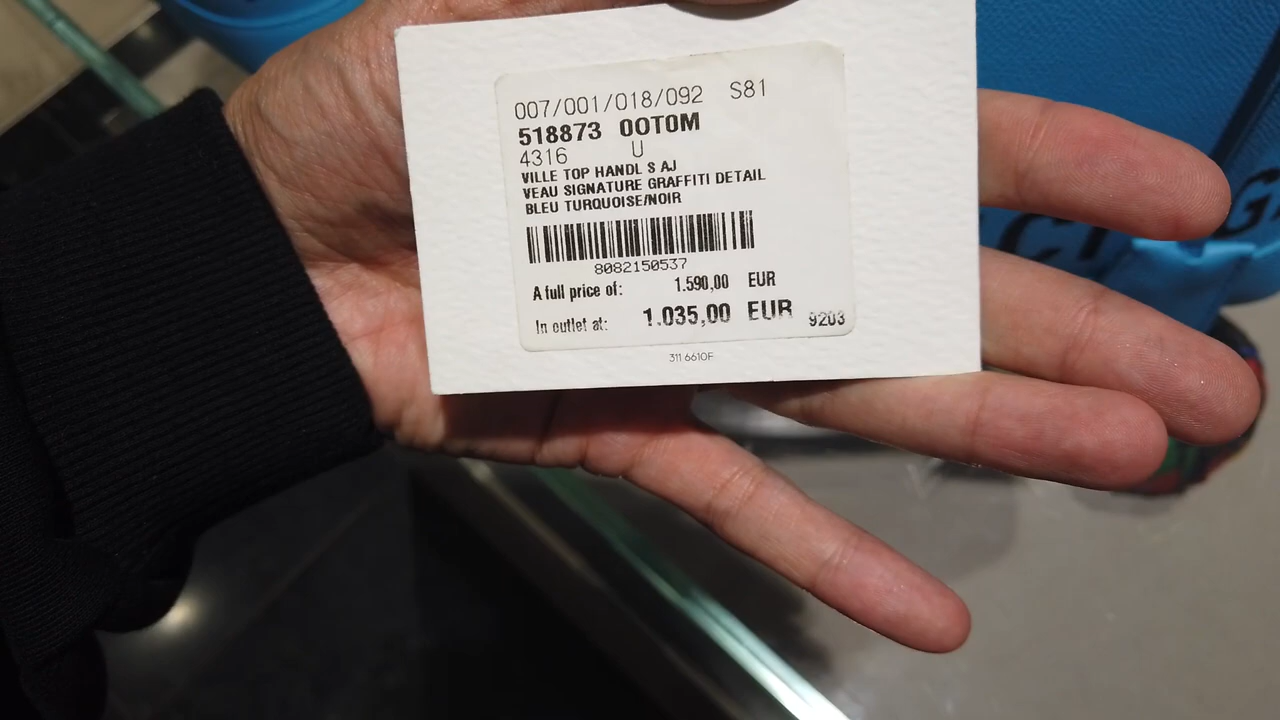 007/001/018/092 S81
518873 00T0M
4316 U
VILLE TOP HANDL S AJ
VEAU SIGNATURE GRAFFITI DETAIL
BLEU TURQUOISE/NOIR
8082150537
A full price of: 1.590,00 EUR
In outlet at: 1.035,00 EUR 9203
311 6610F